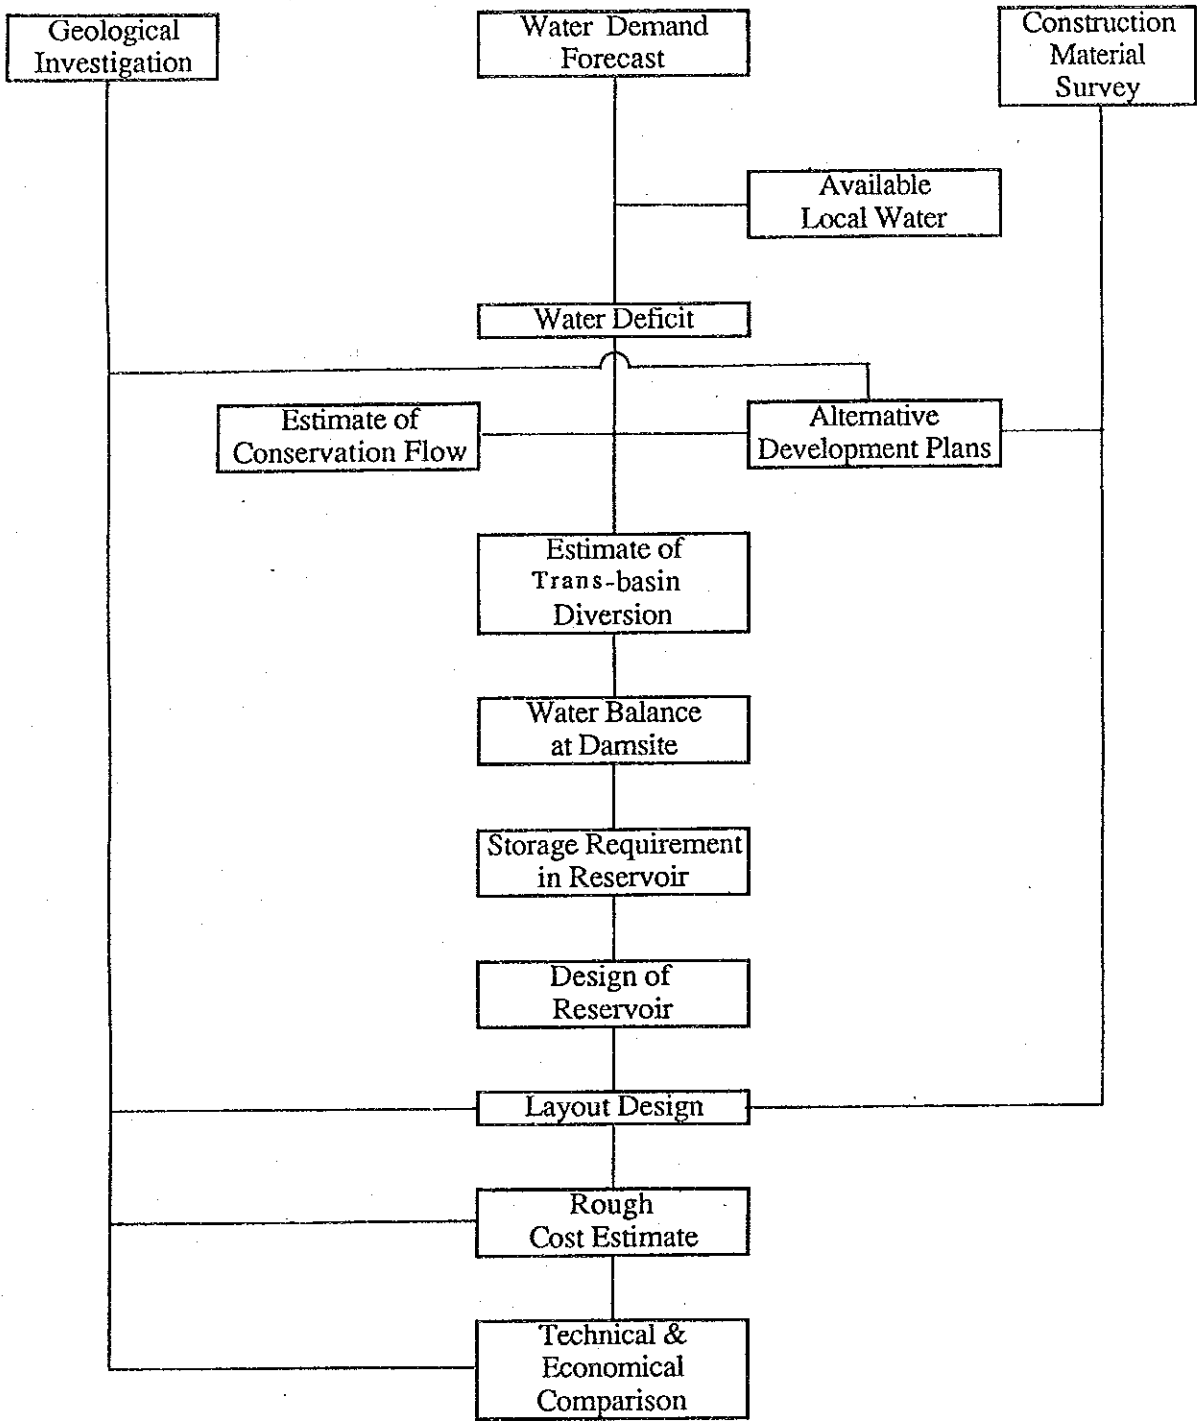 Geological
Investigation
Water Demand
Forecast
Construction
Material
Survey
Available
Local Water
Water Deficit
Estimate of
Conservation Flow
Alternative
Development Plans
Estimate of
Trans-basin
Diversion
Water Balance
at Damsite
Storage Requirement
in Reservoir
Design of
Reservoir
Layout Design
Rough
Cost Estimate
Technical &
Economical
Comparison